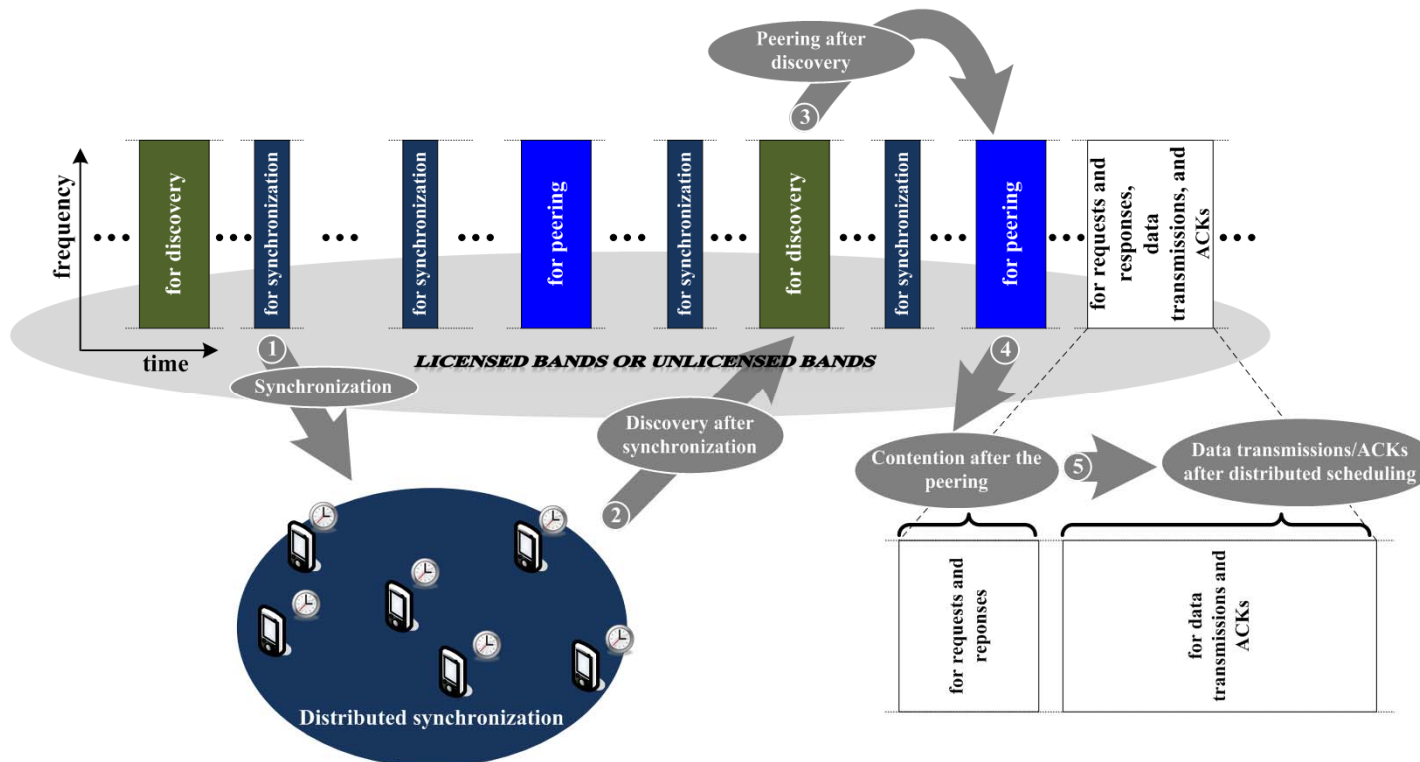 Peering after
discovery
3
frequency
time
for discovery
for synchronization
for synchronization
for peering
for synchronization
for discovery
for synchronization
for peering
for requests and
responses,
data
transmissions, and
ACKs
LICENSED BANDS OR UNLICENSED BANDS
1
Synchronization
Discovery after
synchronization
2
4
Contention after the
peering
5
Data transmissions/ACKs
after distributed scheduling
for requests and
reponses
for data
transmissions and
ACKs
Distributed synchronization